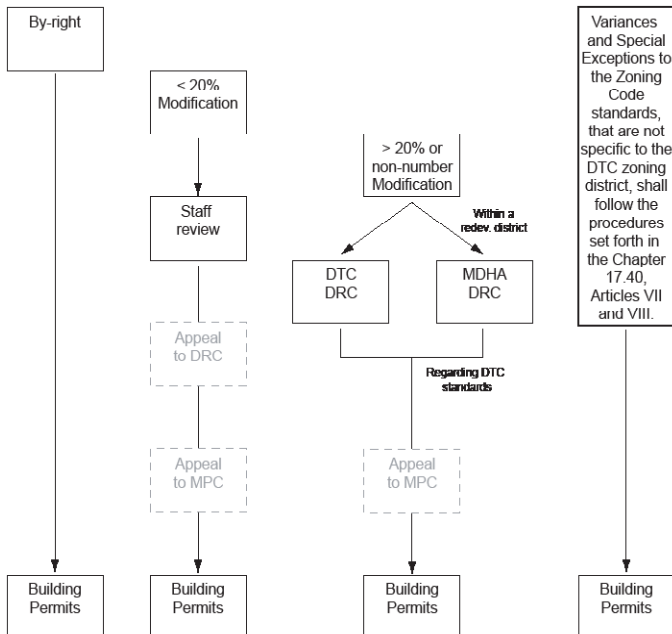 By-right
< 20%
Modification
> 20% or
non-number
Modification
Variances
and Special
Exceptions to
the Zoning
Code
standards,
that are not
specific to the
DTC zoning
district, shall
follow the
procedures
set forth in
the Chapter
17.40,
Articles VII
and VIII.
Staff
review
Within a
redev. district
DTC
DRC
MDHA
DRC
Appeal
to DRC
Regarding DTC
standards
Appeal
to MPC
Appeal
to MPC
Building
Permits
Building
Permits
Building
Permits
Building
Permits